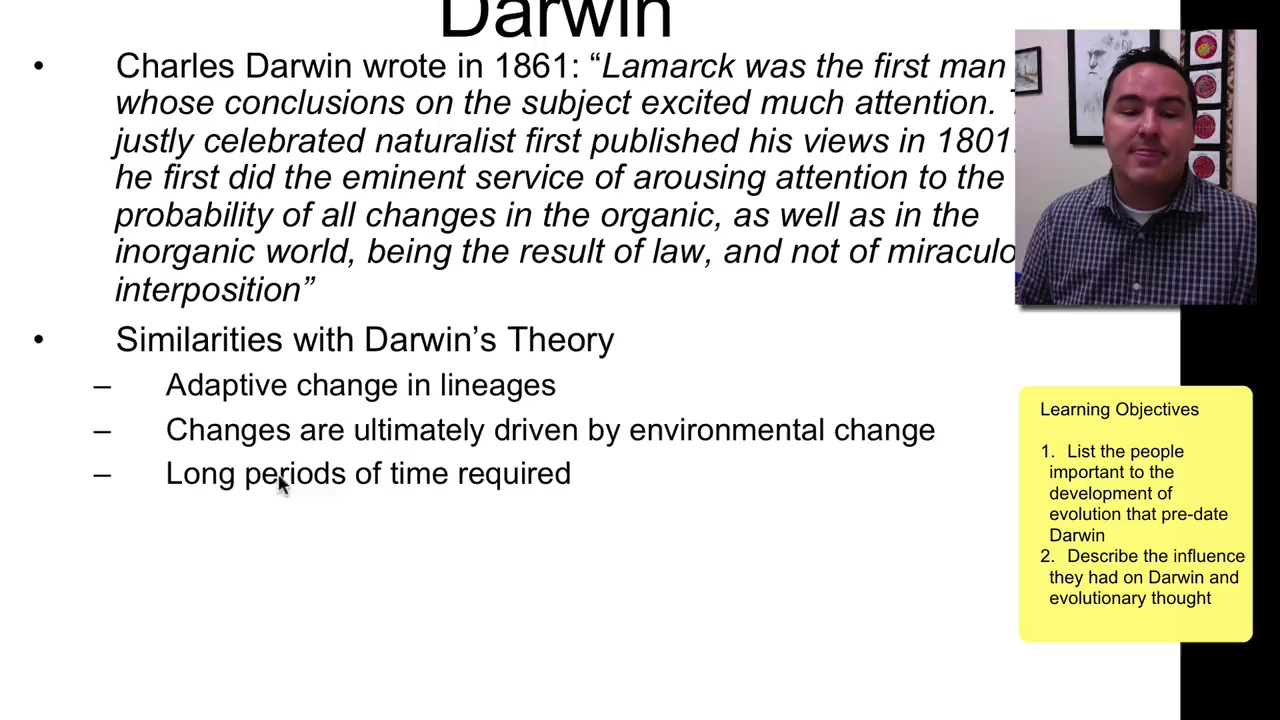 Darwin
• Charles Darwin wrote in 1861: “Lamarck was the first man
whose conclusions on the subject excited much attention.
justly celebrated naturalist first published his views in 1801.
he first did the eminent service of arousing attention to the
probability of all changes in the organic, as well as in the
inorganic world, being the result of law, and not of miraculo
interposition”
• Similarities with Darwin’s Theory
– Adaptive change in lineages
– Changes are ultimately driven by environmental change
– Long periods of time required
Learning Objectives
1. List the people
important to the
development of
evolution that pre-date
Darwin
2. Describe the influence
they had on Darwin and
evolutionary thought